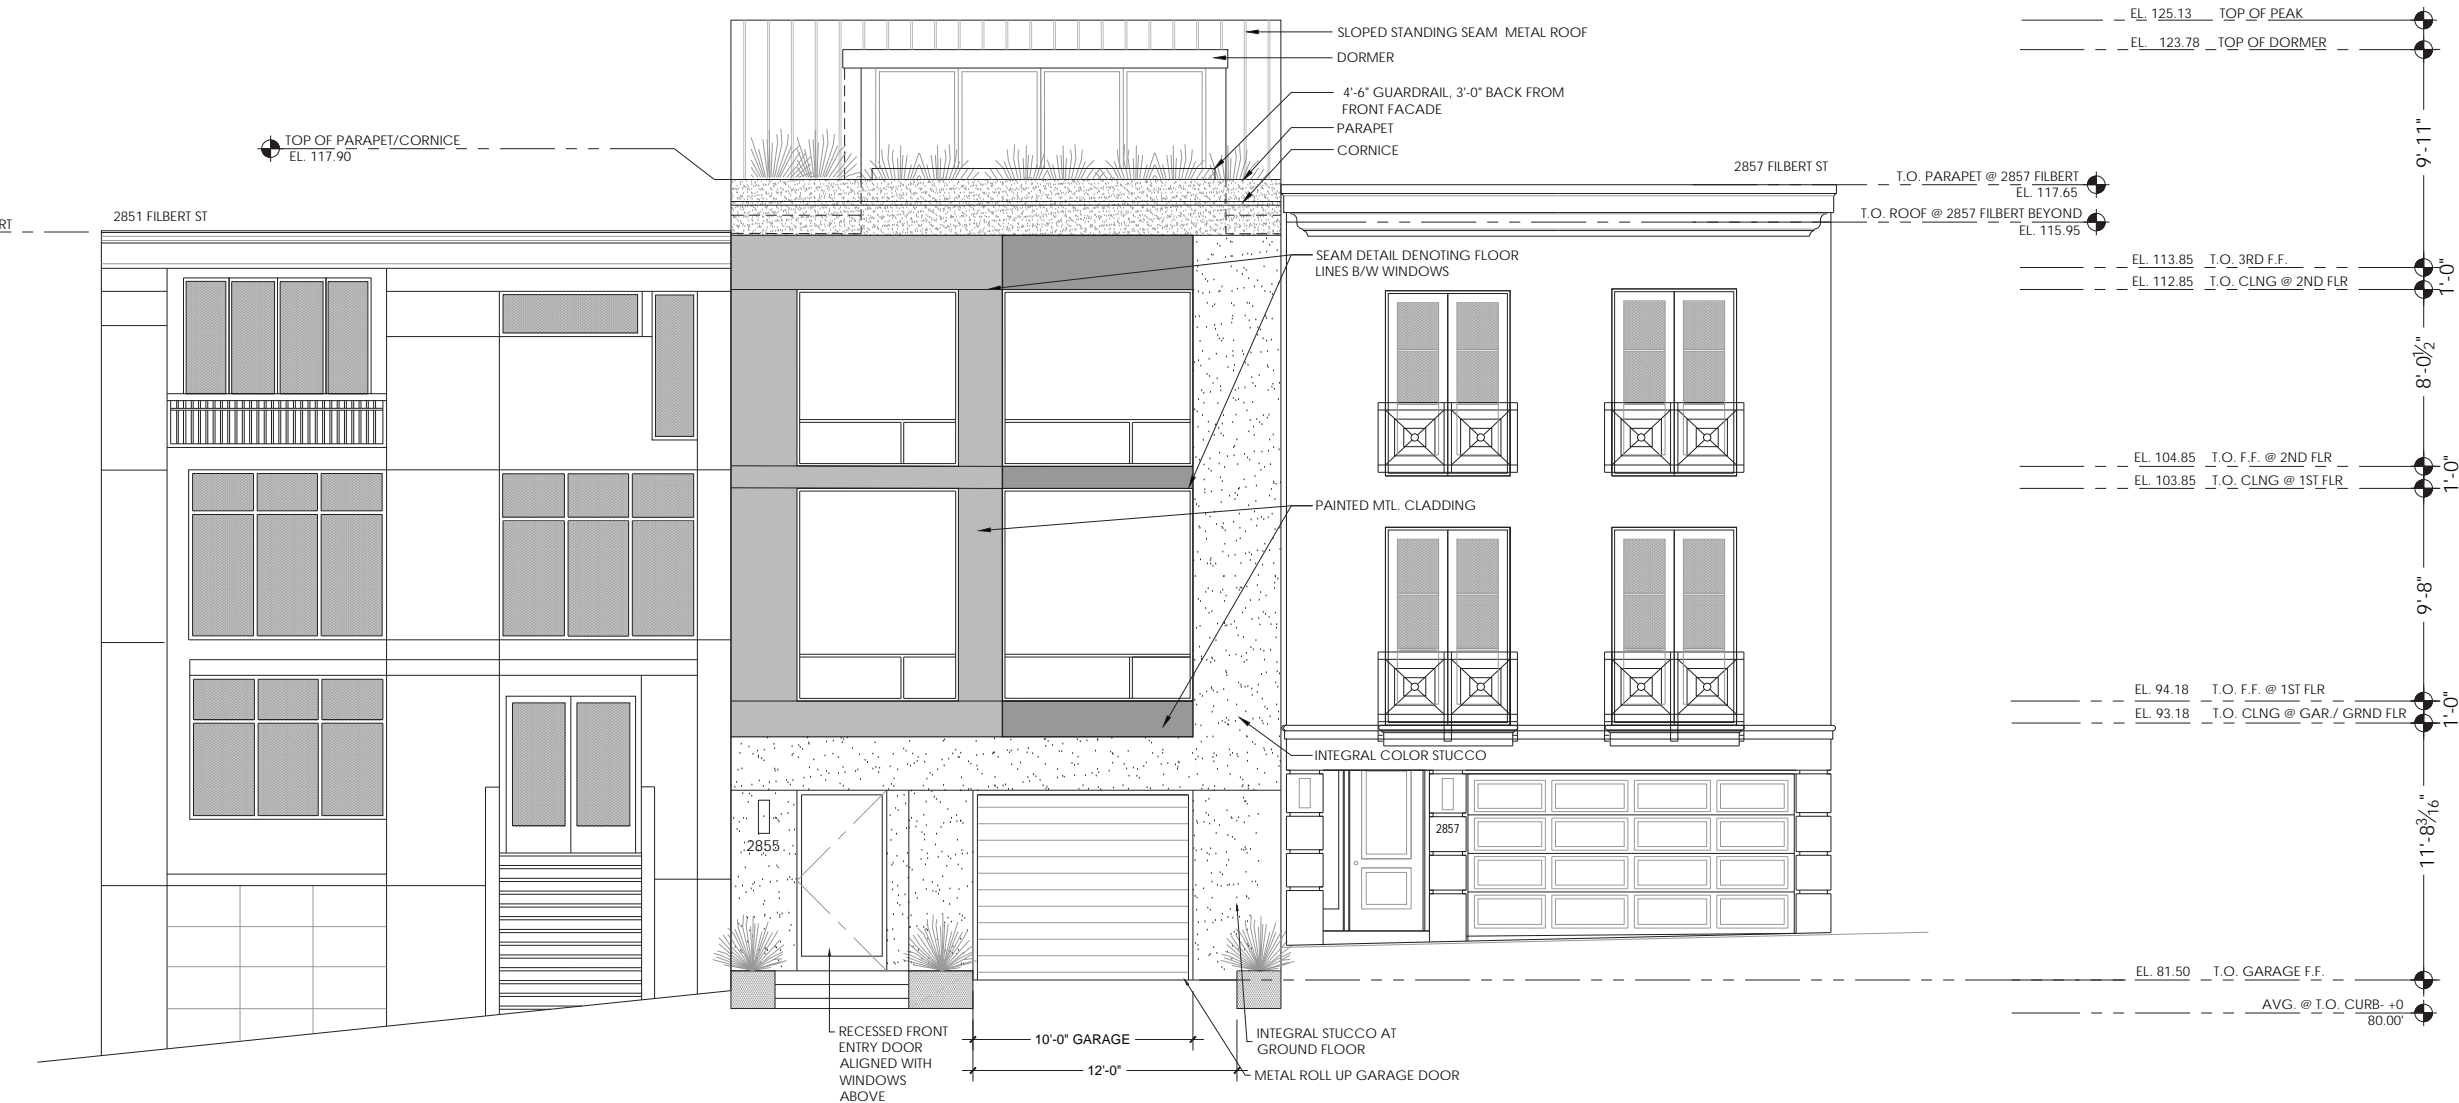 SLOPED STANDING SEAM METAL ROOF
DORMER
4'-6" GUARDRAIL, 3'-0" BACK FROM
FRONT FACADE
PARAPET
CORNICE
TOP OF PARAPET/CORNICE
EL. 117.90
2851 FILBERT ST
RT
2857 FILBERT ST
T.O. PARAPET @ 2857 FILBERT
EL. 117.65
T.O. ROOF @ 2857 FILBERT BEYOND
EL. 115.95
SEAM DETAIL DENOTING FLOOR
LINES B/W WINDOWS
PAINTED MTL. CLADDING
INTEGRAL COLOR STUCCO
2855
2857
RECESSED FRONT
ENTRY DOOR
ALIGNED WITH
WINDOWS
ABOVE
10'-0" GARAGE
12'-0"
INTEGRAL STUCCO AT
GROUND FLOOR
METAL ROLL UP GARAGE DOOR
EL. 125.13 TOP OF PEAK
EL. 123.78 TOP OF DORMER
9'-11"
EL. 113.85 T.O. 3RD F.F.
1'-0"
EL. 112.85 T.O. CLNG @ 2ND FLR
8'-0½"
EL. 104.85 T.O. F.F. @ 2ND FLR
1'-0"
EL. 103.85 T.O. CLNG @ 1ST FLR
9'-8"
EL. 94.18 T.O. F.F. @ 1ST FLR
1'-0"
EL. 93.18 T.O. CLNG @ GAR./ GRND FLR
11'-8 3/16"
EL. 81.50 T.O. GARAGE F.F.
AVG. @ T.O. CURB- +0
80.00'